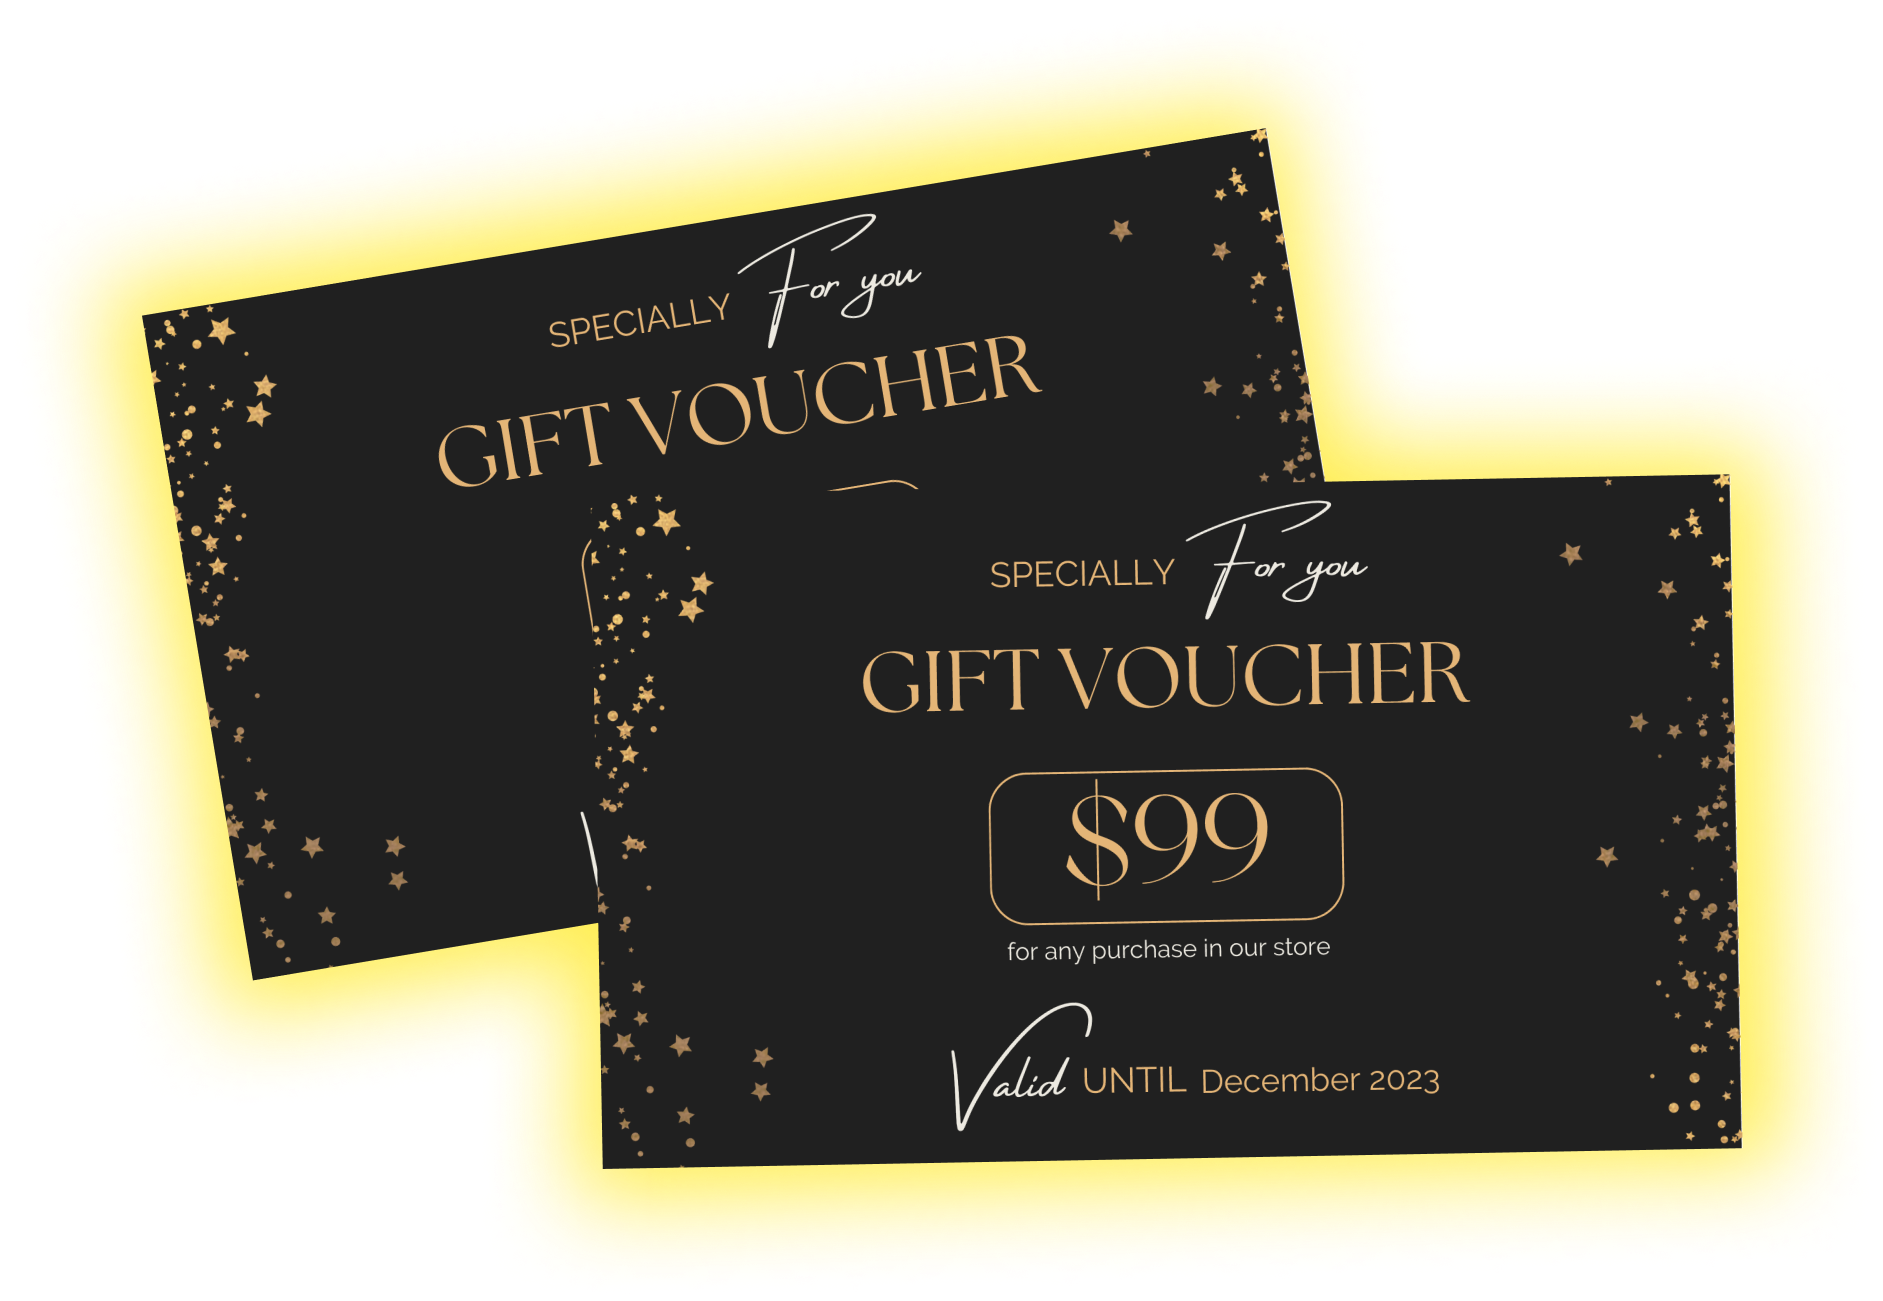 SPECIALLY For you
GIFT VOUCHER
SPECIALLY For you
GIFT VOUCHER
$99
for any purchase in our store
Valid UNTIL December 2023